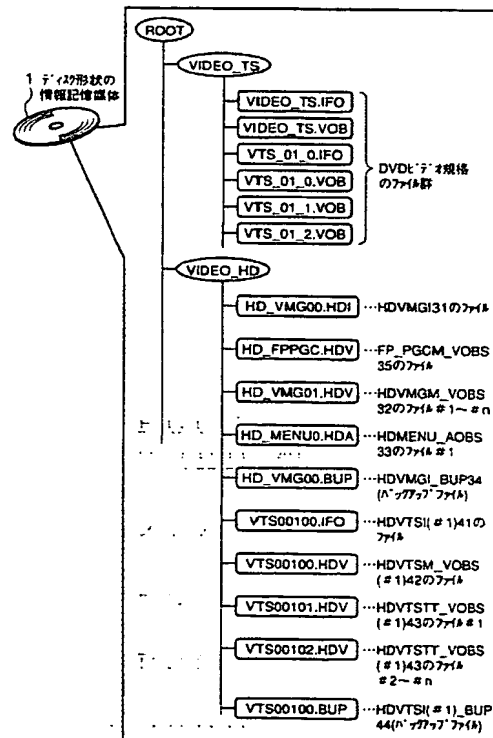 ROOT
1 ディスク形状の
情報記憶媒体
VIDEO_TS
VIDEO_TS.IFO
VIDEO_TS.VOB
VTS_01_0.IFO
VTS_01_0.VOB
VTS_01_1.VOB
VTS_01_2.VOB
DVDビデオ規格
のファイル群
VIDEO_HD
HD_VMG00.HDI …HDVMGI31のファイル
HD_FPPGC.HDV …FP_PGCM_VOBS
35のファイル
HD_VMG01.HDV …HDVMGM_VOBS
32のファイル#1〜#n
HD_MENU0.HDA …HDMENU_AOBS
33のファイル#1
HD_VMG00.BUP …HDVMGI_BUP34
(バックアップファイル)
VTS00100.IFO …HDVTSI(#1)41の
ファイル
VTS00100.HDV …HDVTSM_VOBS
(#1)42のファイル
VTS00101.HDV …HDVTSTT_VOBS
(#1)43のファイル#1
VTS00102.HDV …HDVTSTT_VOBS
(#1)43のファイル
#2〜#n
VTS00100.BUP …HDVTSI(#1)_BUP
44(バックアップファイル)